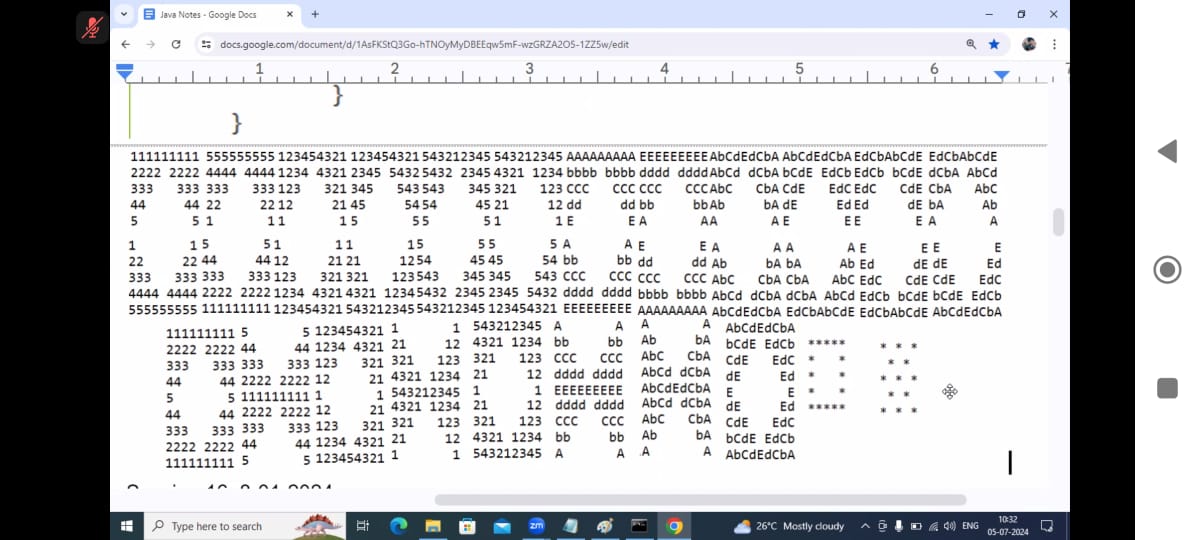 Java Notes - Google Docs
docs.google.com/document/d/1AsFKStQ3Go-hTNOyMyDBEEqw5mF-wzGRZA2O5-1ZZ5w/edit
1 2 3 4 5 6 7
}
}
111111111 555555555 123454321 123454321 543212345 543212345 AAAAAAAAA EEEEEEEEE AbCdEdCbA AbCdEdCbA EdCbAbCdE EdCbAbCdE
2222 2222 4444 4444 1234 4321 2345 5432 5432 2345 4321 1234 bbbb bbbb dddd dddd AbCd dCbA bCdE EdCb EdCb bCdE dCbA AbCd
333 333 333 333 123 321 345 543 543 345 321 123 CCC CCC CCC CCC AbC CbA CdE EdC EdC CdE CbA AbC
44 44 22 22 12 21 45 54 54 45 21 12 dd dd bb bb Ab bA dE Ed Ed dE bA Ab
5 5 1 1 1 1 5 5 5 5 1 1 E E A A A A E E E E A A
1 1 5 5 1 1 1 1 5 5 5 5 A A E E A A A A E E E E
22 22 44 44 12 21 21 12 54 45 45 54 bb bb dd dd Ab bA bA Ab Ed dE dE Ed
333 333 333 333 123 321 321 123 543 345 345 543 CCC CCC CCC CCC AbC CbA CbA AbC EdC CdE CdE EdC
4444 4444 2222 2222 1234 4321 4321 1234 5432 2345 2345 5432 dddd dddd bbbb bbbb AbCd dCbA dCbA AbCd EdCb bCdE bCdE EdCb
555555555 111111111 123454321 543212345 543212345 123454321 EEEEEEEEE AAAAAAAAA AbCdEdCbA EdCbAbCdE EdCbAbCdE AbCdEdCbA
111111111 5 5 123454321 1 1 543212345 A A A A AbCdEdCbA
2222 2222 44 44 1234 4321 21 12 4321 1234 bb bb Ab bA bCdE EdCb ***** * * *
333 333 333 333 123 321 321 123 321 123 CCC CCC AbC CbA CdE EdC * * * *
44 44 2222 2222 12 21 4321 1234 21 12 dddd dddd AbCd dCbA dE Ed * * * * *
5 5 111111111 1 1 543212345 1 1 EEEEEEEEE AbCdEdCbA E E * * * *
44 44 2222 2222 12 21 4321 1234 21 12 dddd dddd AbCd dCbA dE Ed ***** * * *
333 333 333 333 123 321 321 123 321 123 CCC CCC AbC CbA CdE EdC
2222 2222 44 44 1234 4321 21 12 4321 1234 bb bb Ab bA bCdE EdCb
111111111 5 5 123454321 1 1 543212345 A A A A AbCdEdCbA
Type here to search
zm
26°C Mostly cloudy
ENG
10:32
05-07-2024